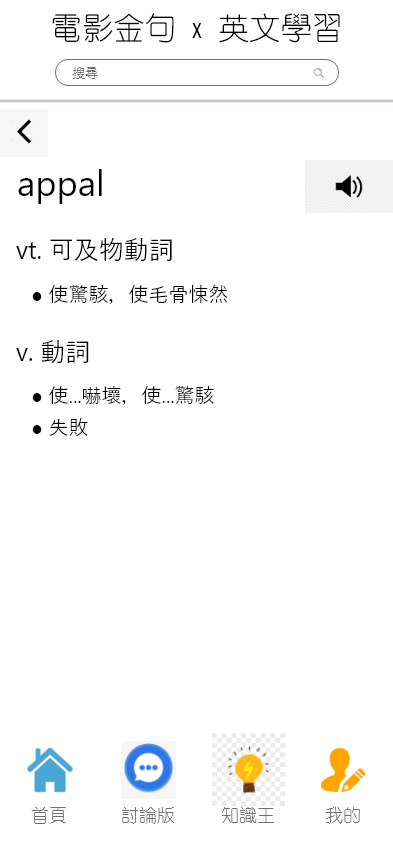 電影金句 x 英文學習
搜尋
appal
vt. 可及物動詞
● 使驚駭，使毛骨悚然
v. 動詞
● 使...嚇壞，使...驚駭
● 失敗
首頁 討論版 知識王 我的